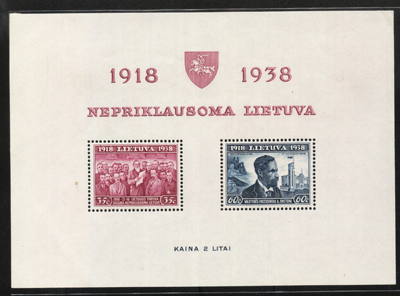 1918 1938
NEPRIKLAUSOMA LIETUVA
1918 LIETUVA 1938
35c. 35c.
1918 LIETUVA 1938
60c 60c
KAINA 2 LITAI